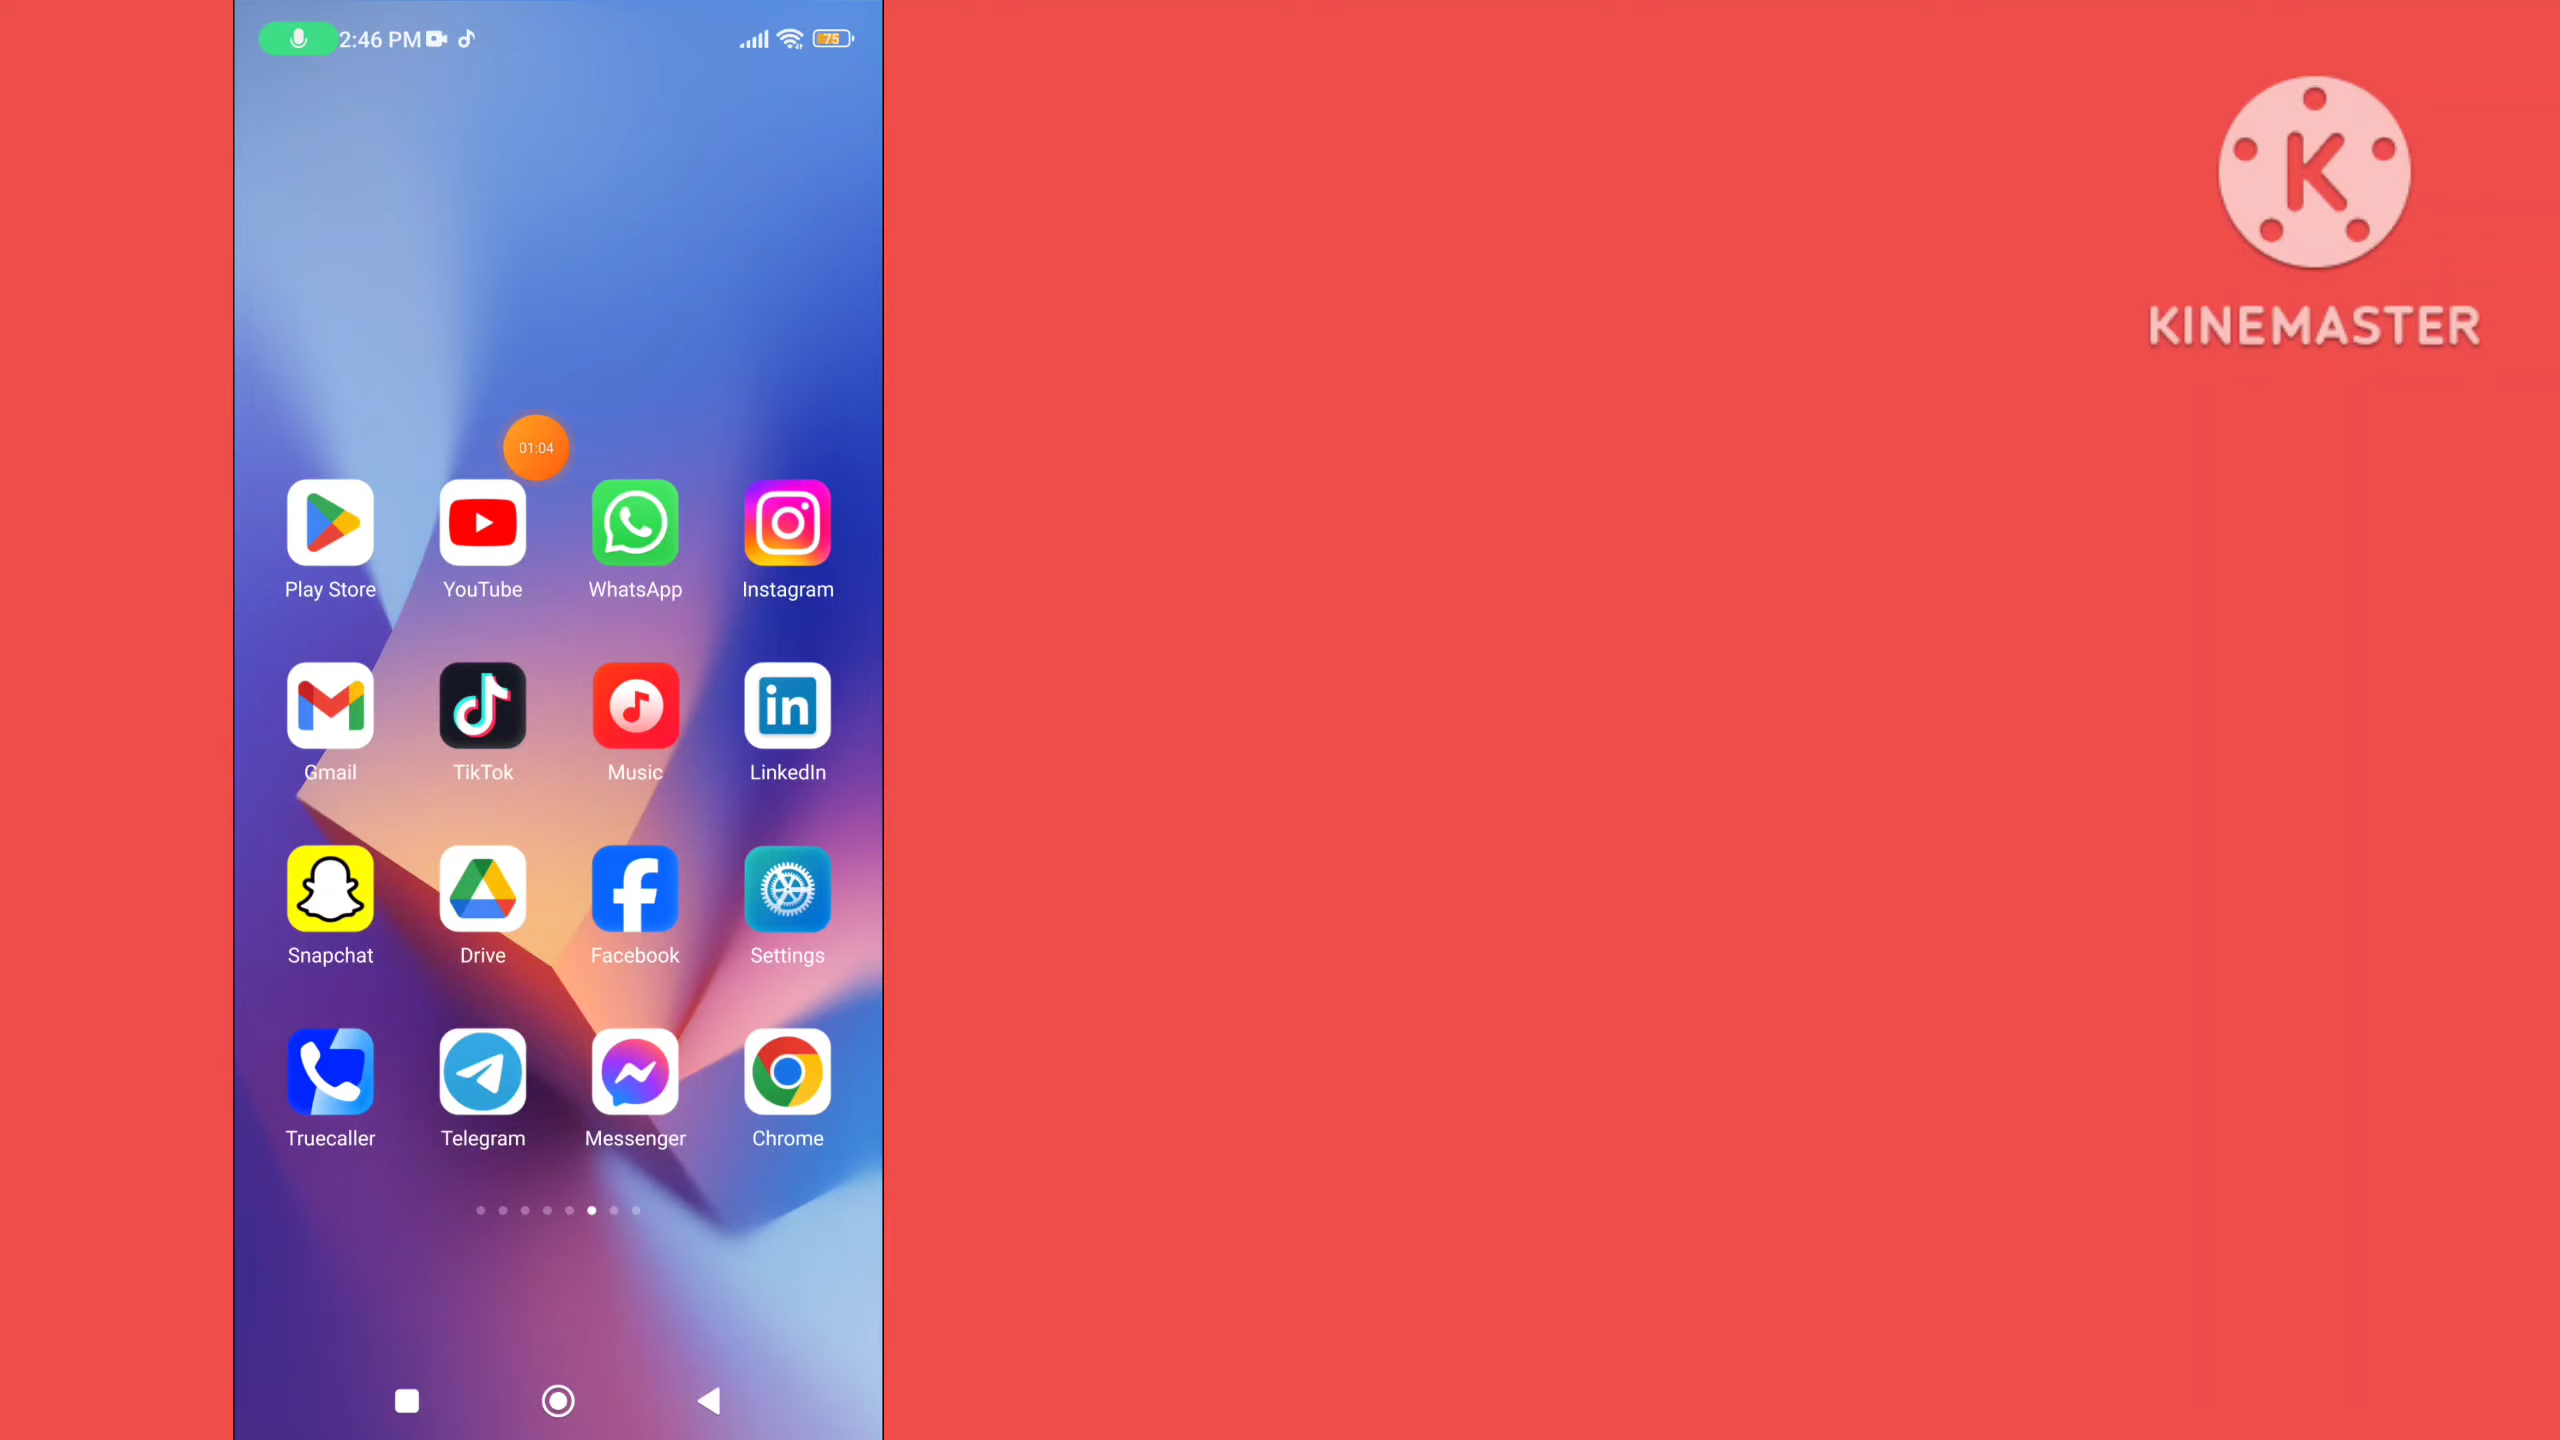 2:46 PM
75
K
KINEMASTER
01:04
Play Store
YouTube
WhatsApp
Instagram
in
Gmail
TikTok
Music
LinkedIn
Snapchat
Drive
Facebook
Settings
Truecaller
Telegram
Messenger
Chrome